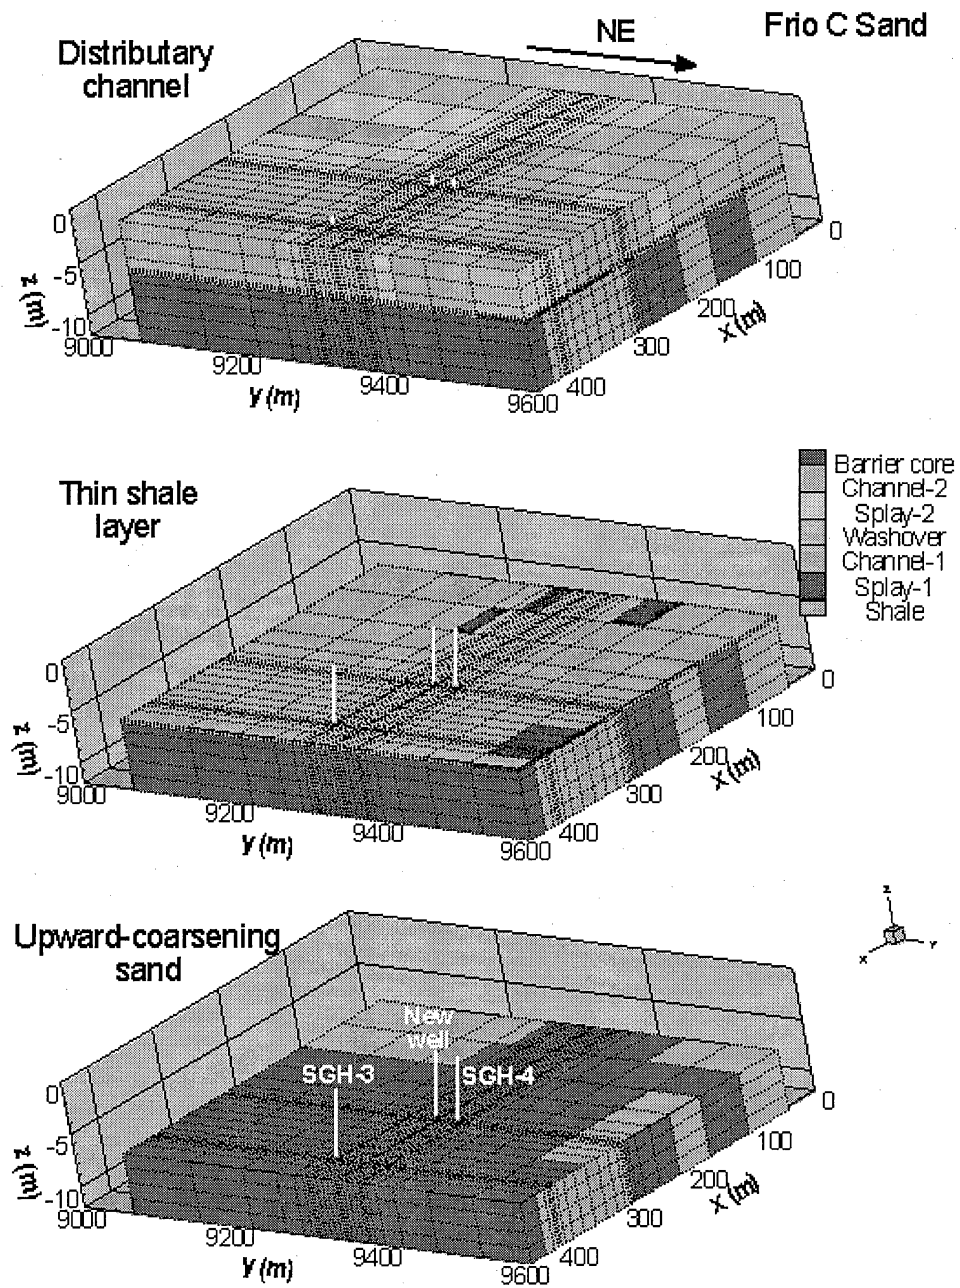 Frio C Sand
NE
Distributary
channel
0
-5
-10
z (m)
9000
9200
9400
9600
y (m)
400
300
200
100
0
x (m)
Thin shale
layer
Barrier core
Channel-2
Splay-2
Washover
Channel-1
Splay-1
Shale
0
-5
-10
z (m)
9000
9200
9400
9600
y (m)
400
300
200
100
0
x (m)
Upward-coarsening
sand
z
x
Y
New
well
SGH-3
SGH-4
0
-5
-10
z (m)
9000
9200
9400
9600
y (m)
400
300
200
100
0
x (m)